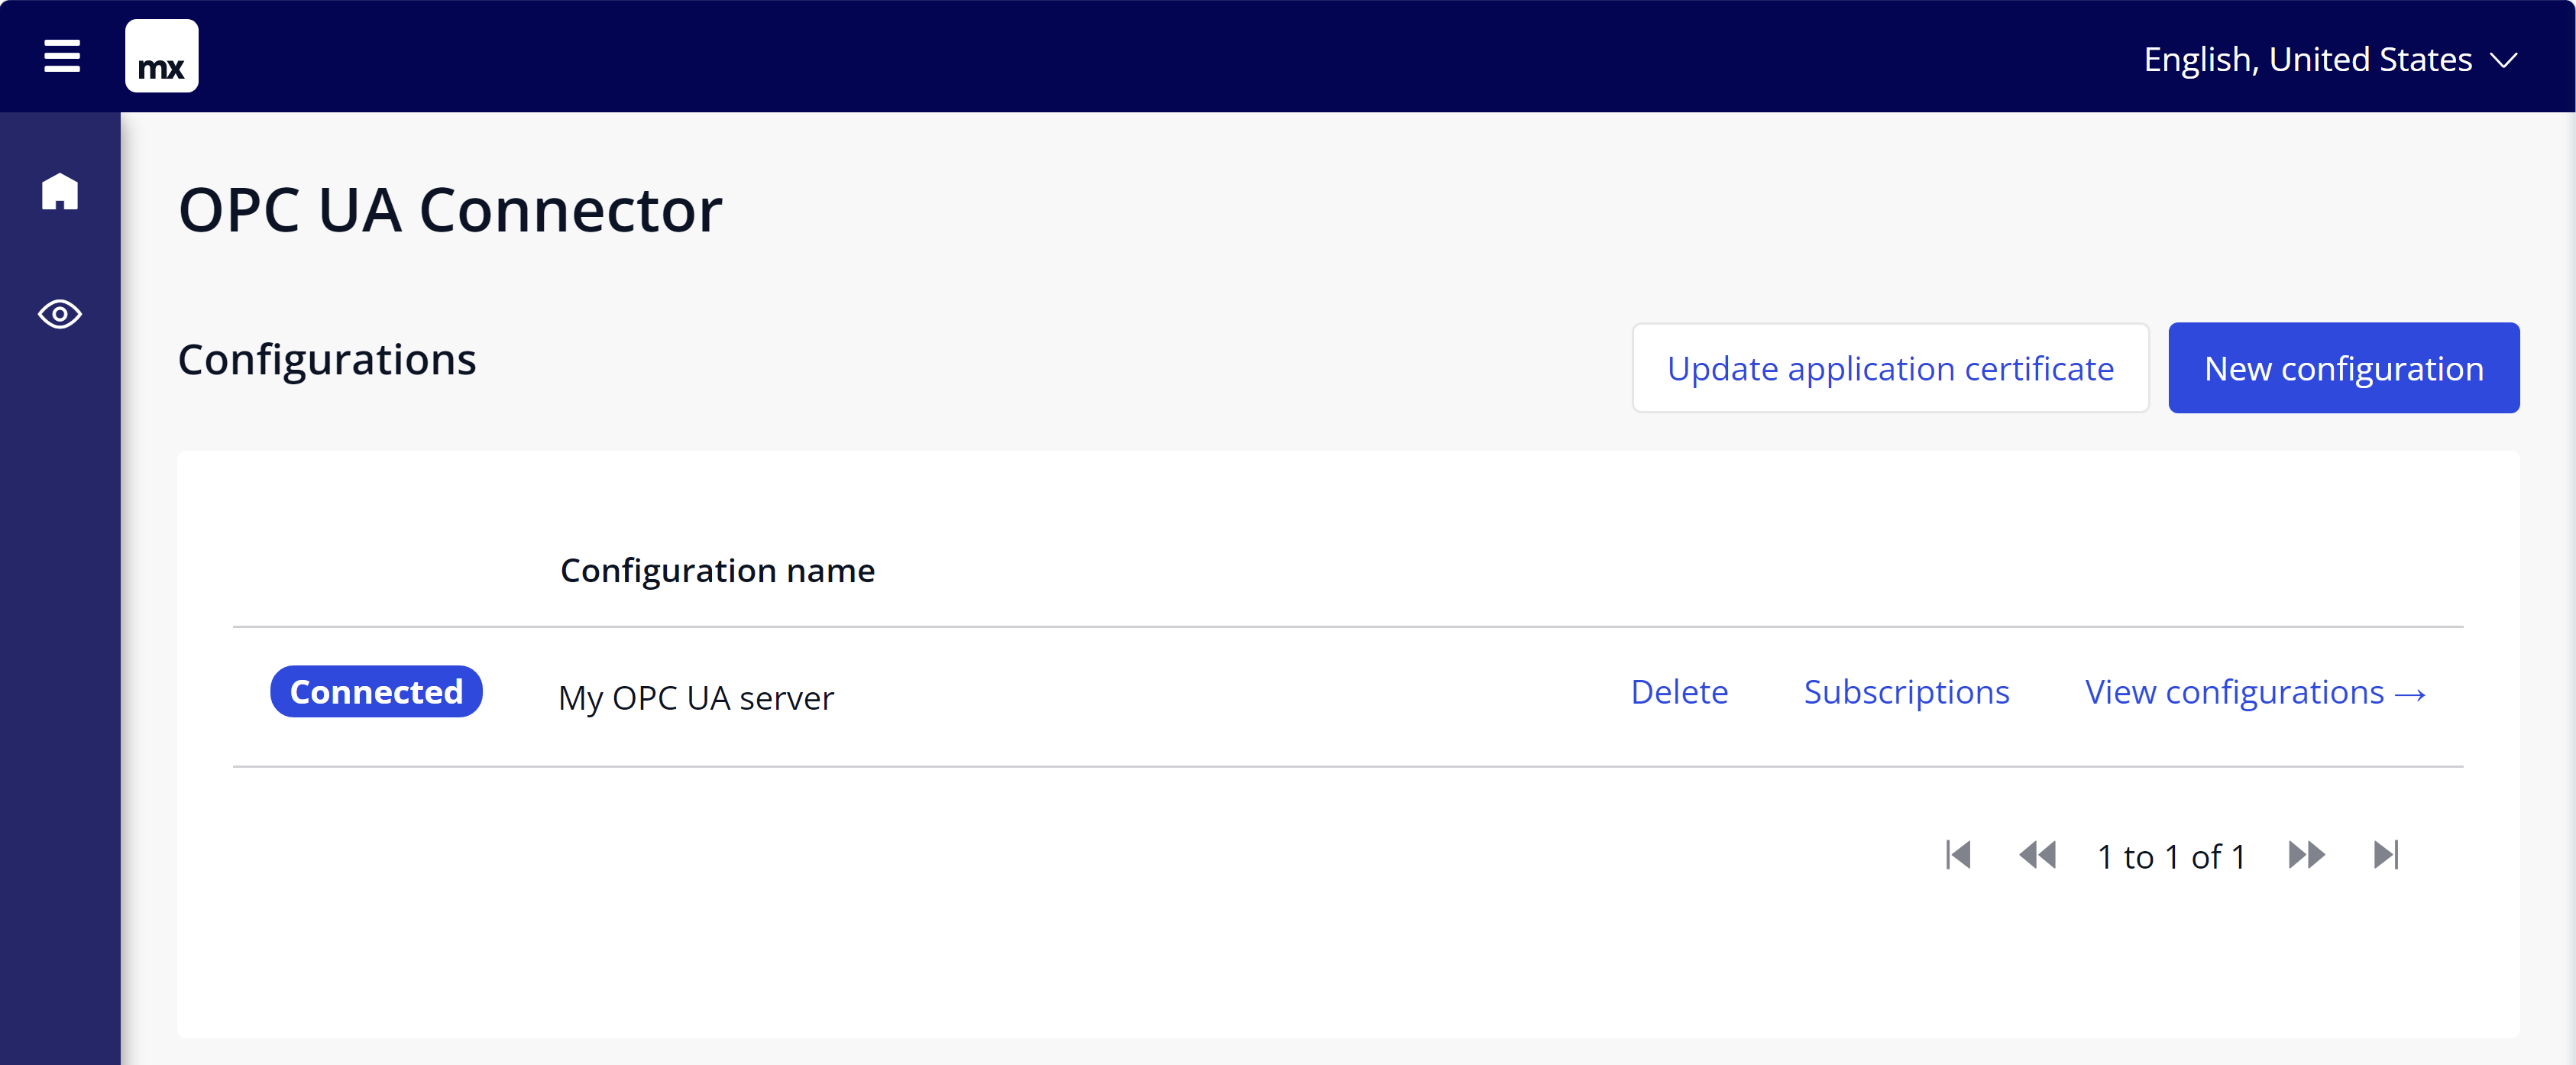 mx
English, United States
OPC UA Connector
Configurations
Update application certificate
New configuration
Configuration name
Connected
My OPC UA server
Delete
Subscriptions
View configurations →
1 to 1 of 1